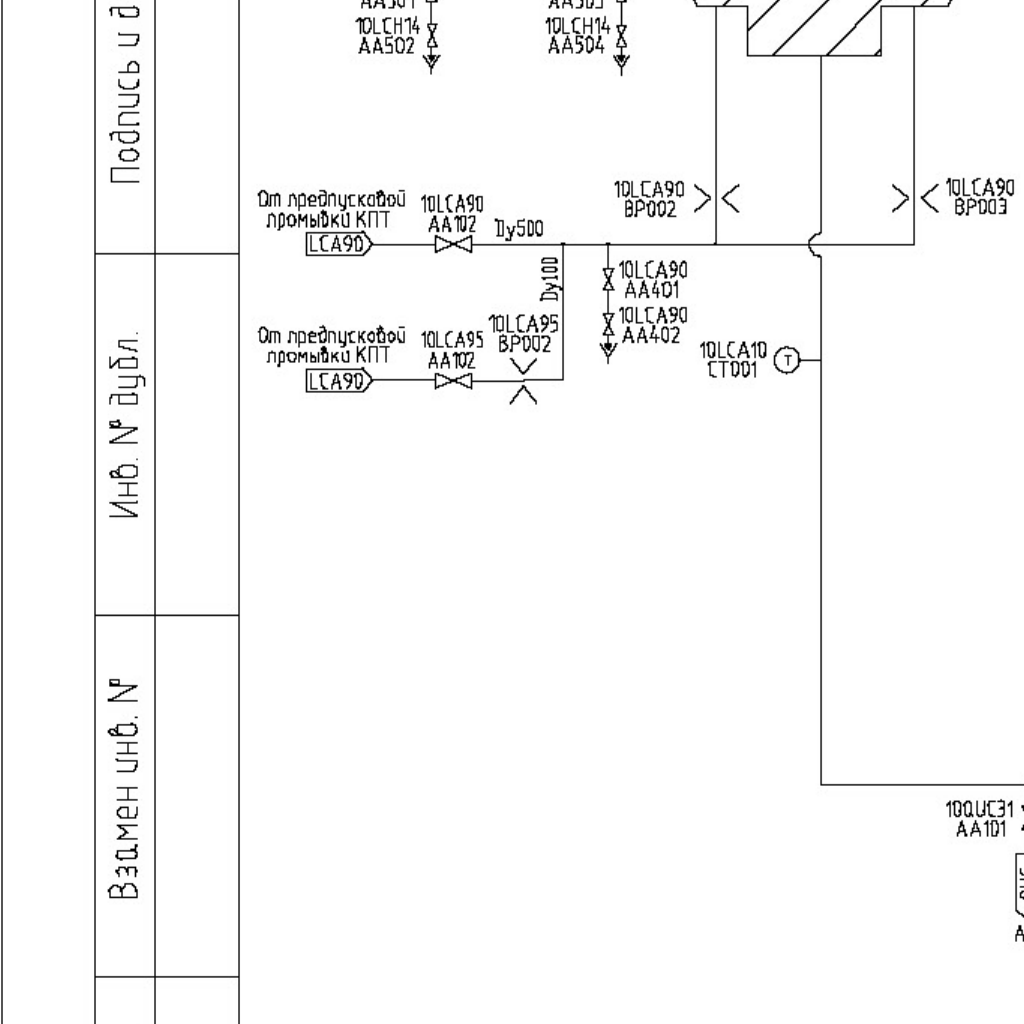 10LCH14
AA502
10LCH14
AA504
Подпись и д
От предпусковой
промывки КПТ
LCA90
10LCA90
AA102
Dy500
10LCA90
BP002
10LCA90
BP003
10LCA90
AA401
10LCA90
AA402
Dy100
От предпусковой
промывки КПТ
LCA90
10LCA95
AA102
10LCA95
BP002
10LCA10
CT001
T
Инв. № дубл.
Взамен инв. №
10QUC31
AA101